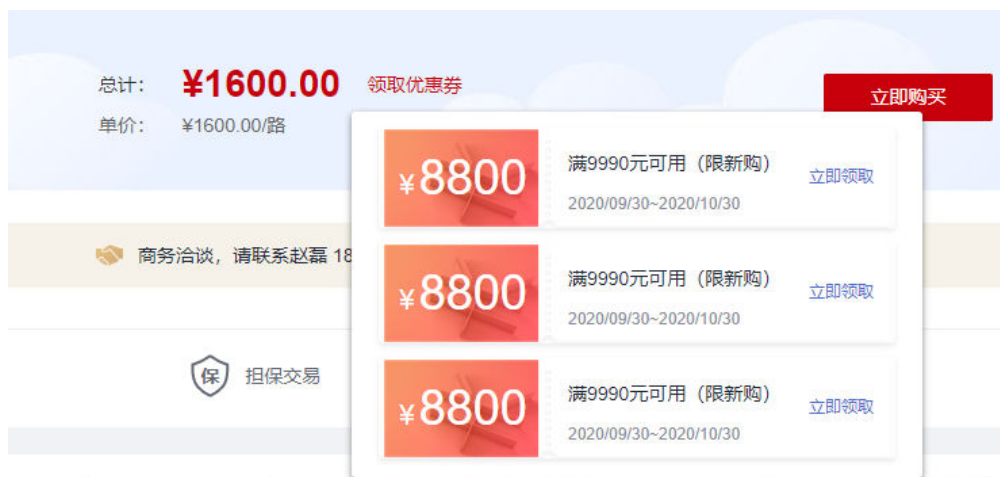 总计： ¥1600.00 领取优惠券
立即购买
单价： ¥1600.00/路
¥8800 满9990元可用（限新购） 立即领取
2020/09/30~2020/10/30
商务洽谈，请联系赵磊 18
¥8800 满9990元可用（限新购） 立即领取
2020/09/30~2020/10/30
保 担保交易
¥8800 满9990元可用（限新购） 立即领取
2020/09/30~2020/10/30